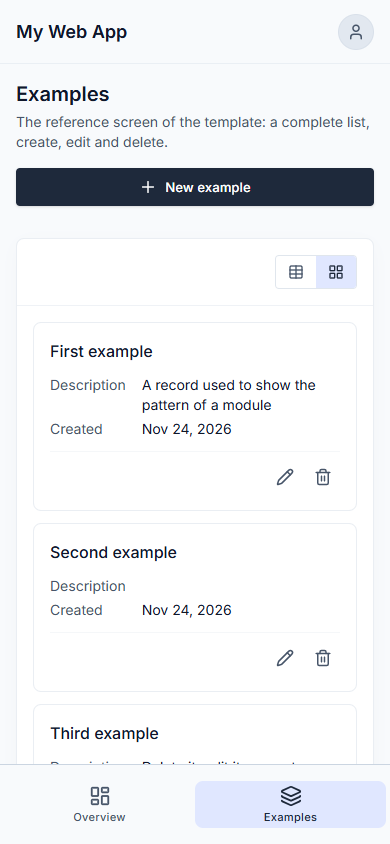 My Web App
Examples
The reference screen of the template: a complete list,
create, edit and delete.
New example
First example
Description A record used to show the
pattern of a module
Created Nov 24, 2026
Second example
Description
Created Nov 24, 2026
Third example
Overview
Examples